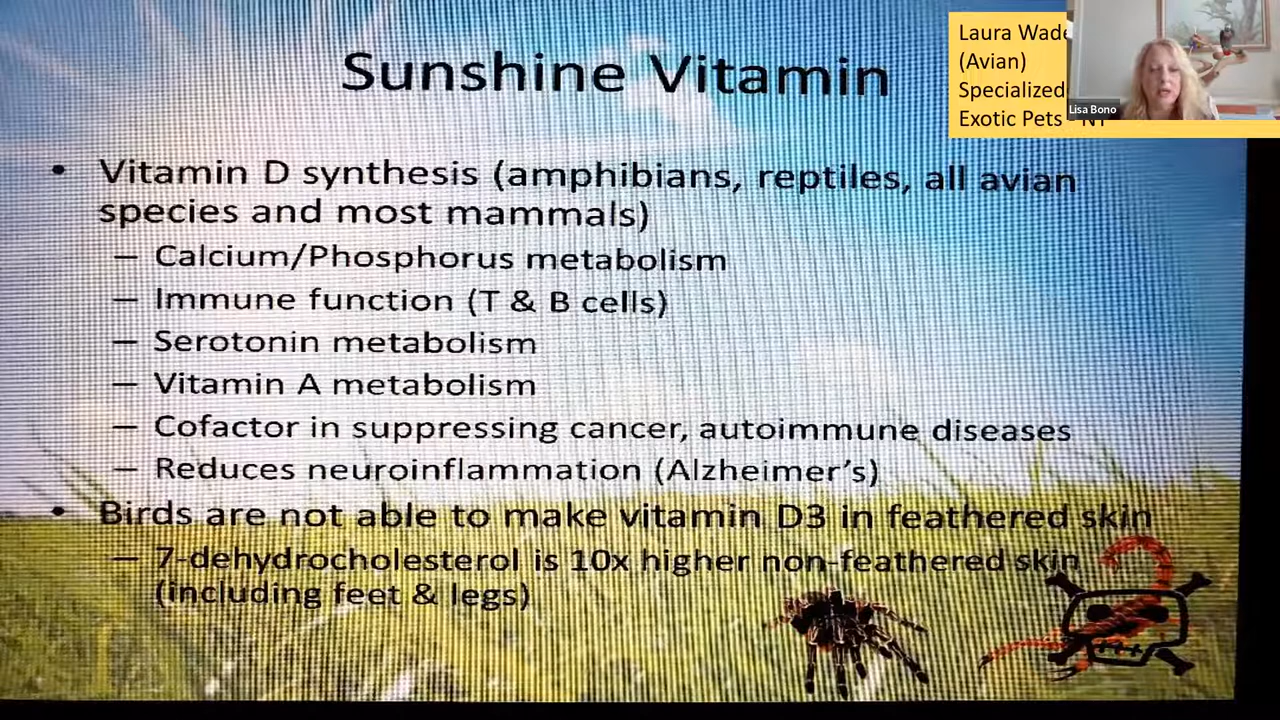 Sunshine Vitamin
Laura Wade
(Avian)
Specialized
Exotic Pets - NY
Lisa Bono
• Vitamin D synthesis (amphibians, reptiles, all avian
species and most mammals)
– Calcium/Phosphorus metabolism
– Immune function (T & B cells)
– Serotonin metabolism
– Vitamin A metabolism
– Cofactor in suppressing cancer, autoimmune diseases
– Reduces neuroinflammation (Alzheimer's)
• Birds are not able to make vitamin D3 in feathered skin
– 7-dehydrocholesterol is 10x higher non-feathered skin
(including feet & legs)